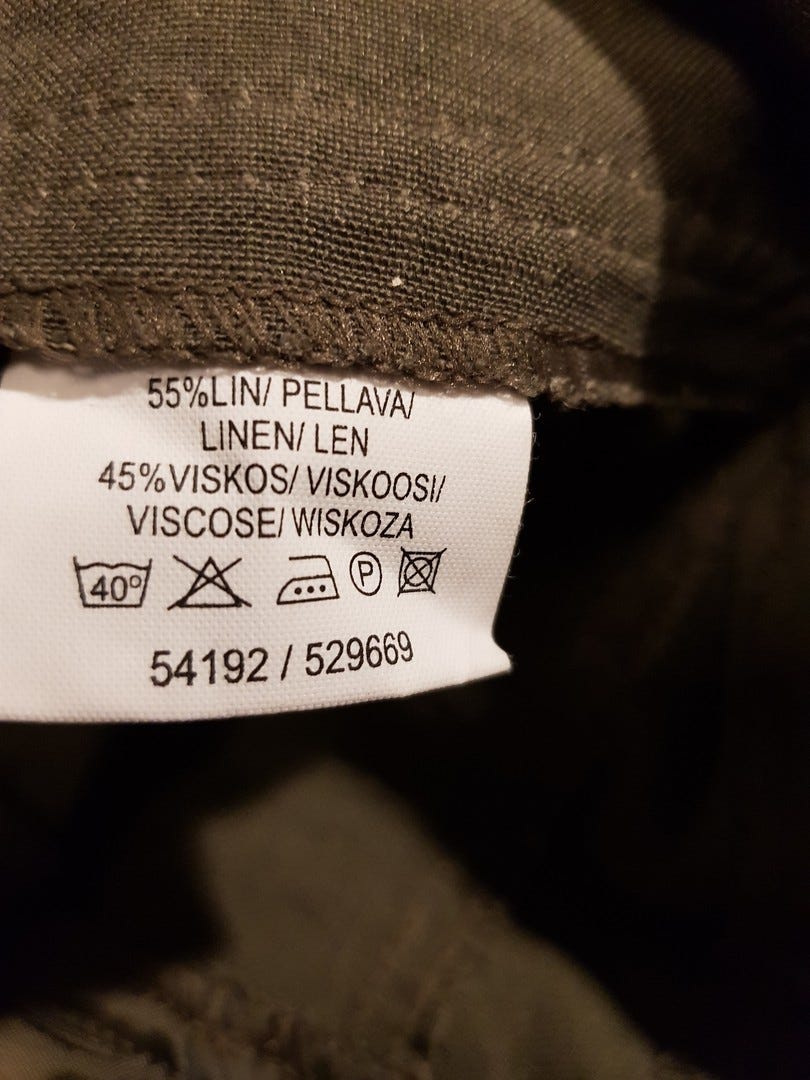 55%LIN/ PELLAVA/
LINEN/ LEN
45%VISKOS/ VISKOOSI/
VISCOSE/ WISKOZA
40° P
54192 / 529669